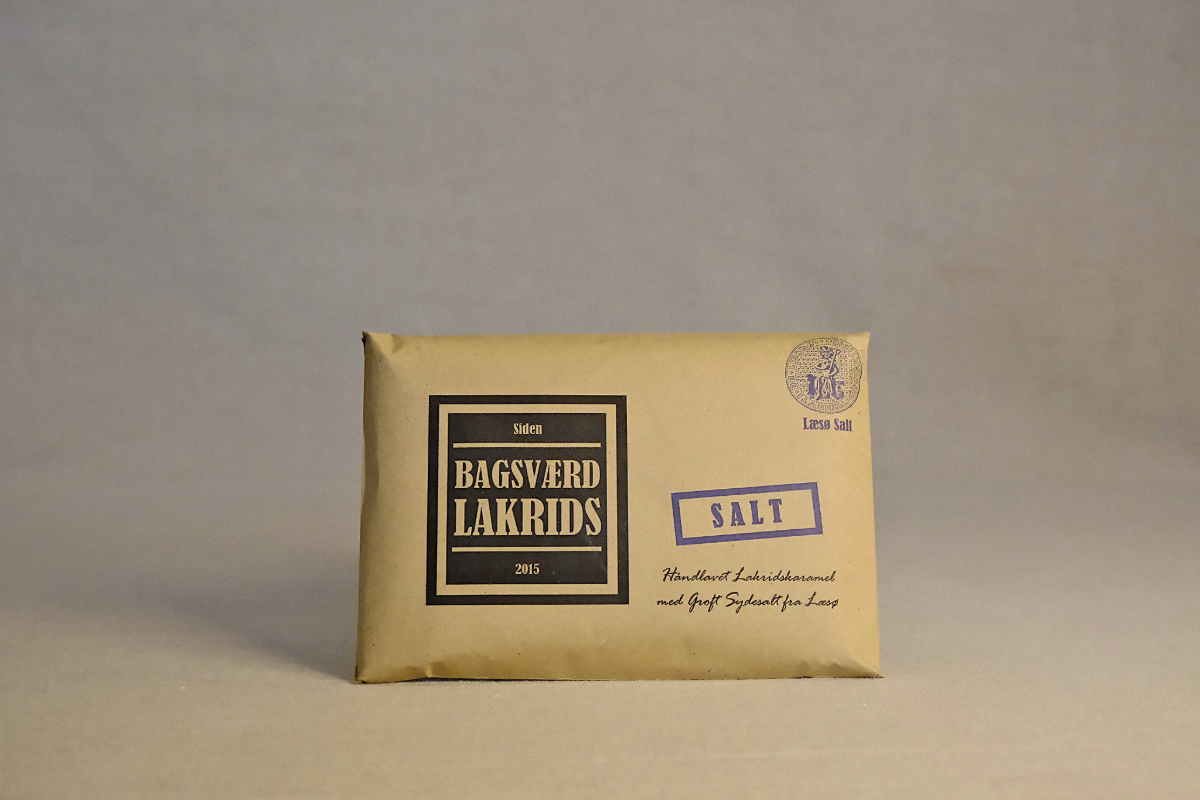 Siden
BAGSVÆRD
LAKRIDS
2015
Læsø Salt
SALT
Håndlavet Lakridskaramel
med Groft Sydesalt fra Læsø